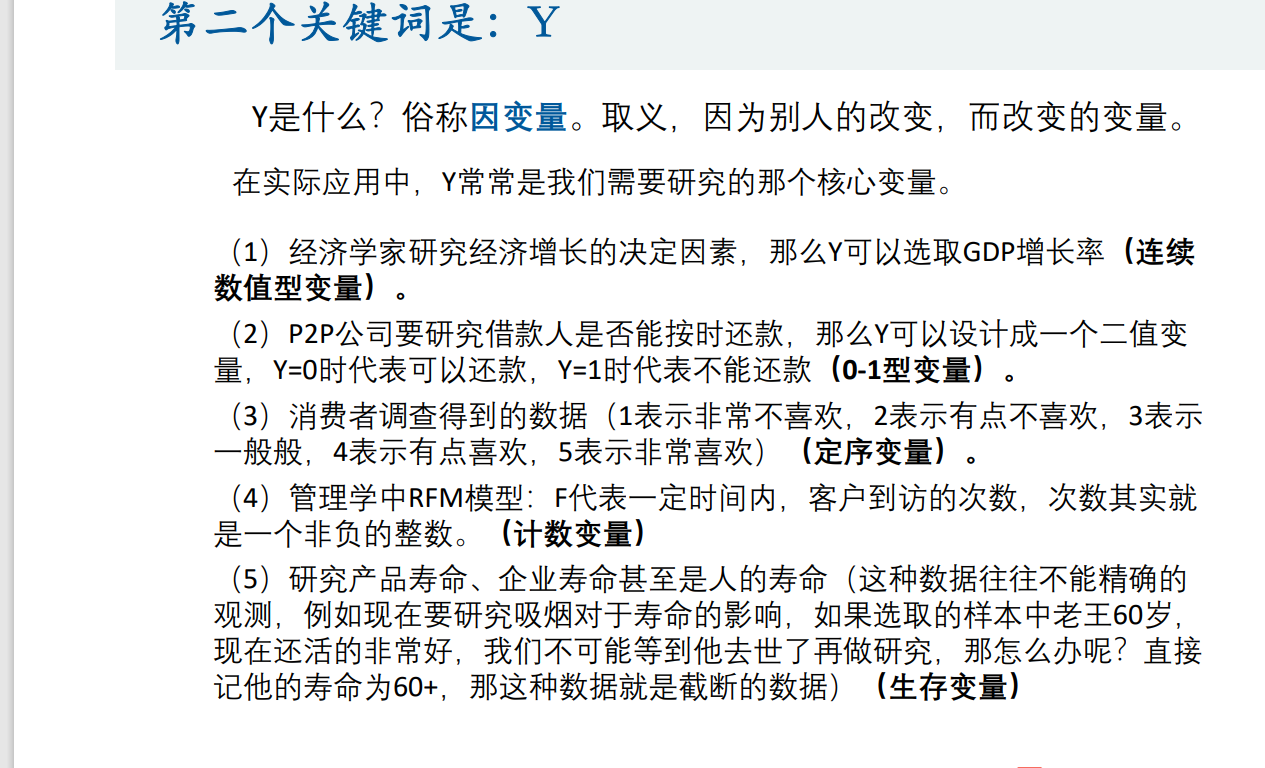 第二个关键词是：Y
Y是什么？俗称因变量。取义，因为别人的改变，而改变的变量。
在实际应用中，Y常常是我们需要研究的那个核心变量。
（1）经济学家研究经济增长的决定因素，那么Y可以选取GDP增长率（连续
数值型变量）。
（2）P2P公司要研究借款人是否能按时还款，那么Y可以设计成一个二值变
量，Y=0时代表可以还款，Y=1时代表不能还款（0-1型变量）。
（3）消费者调查得到的数据（1表示非常不喜欢，2表示有点不喜欢，3表示
一般般，4表示有点喜欢，5表示非常喜欢）（定序变量）。
（4）管理学中RFM模型：F代表一定时间内，客户到访的次数，次数其实就
是一个非负的整数。（计数变量）
（5）研究产品寿命、企业寿命甚至是人的寿命（这种数据往往不能精确的
观测，例如现在要研究吸烟对于寿命的影响，如果选取的样本中老王60岁，
现在还活的非常好，我们不可能等到他去世了再做研究，那怎么办呢？直接
记他的寿命为60+，那这种数据就是截断的数据）（生存变量）